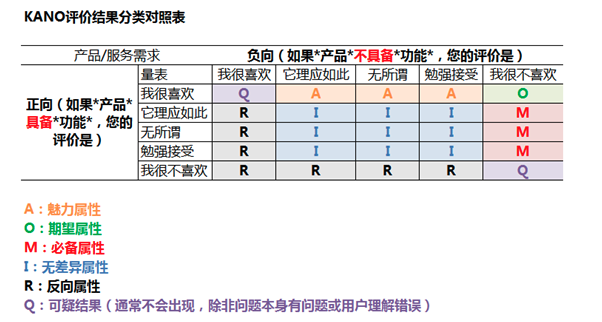 KANO评价结果分类对照表
产品/服务需求 负向（如果*产品*不具备*功能*，您的评价是）
量表 我很喜欢 它理应如此 无所谓 勉强接受 我很不喜欢
正向（如果*产品*具备*功能*，您的评价是）
我很喜欢 Q A A A O
它理应如此 R I I I M
无所谓 R I I I M
勉强接受 R I I I M
我很不喜欢 R R R R Q
A：魅力属性
O：期望属性
M：必备属性
I：无差异属性
R：反向属性
Q：可疑结果（通常不会出现，除非问题本身有问题或用户理解错误）